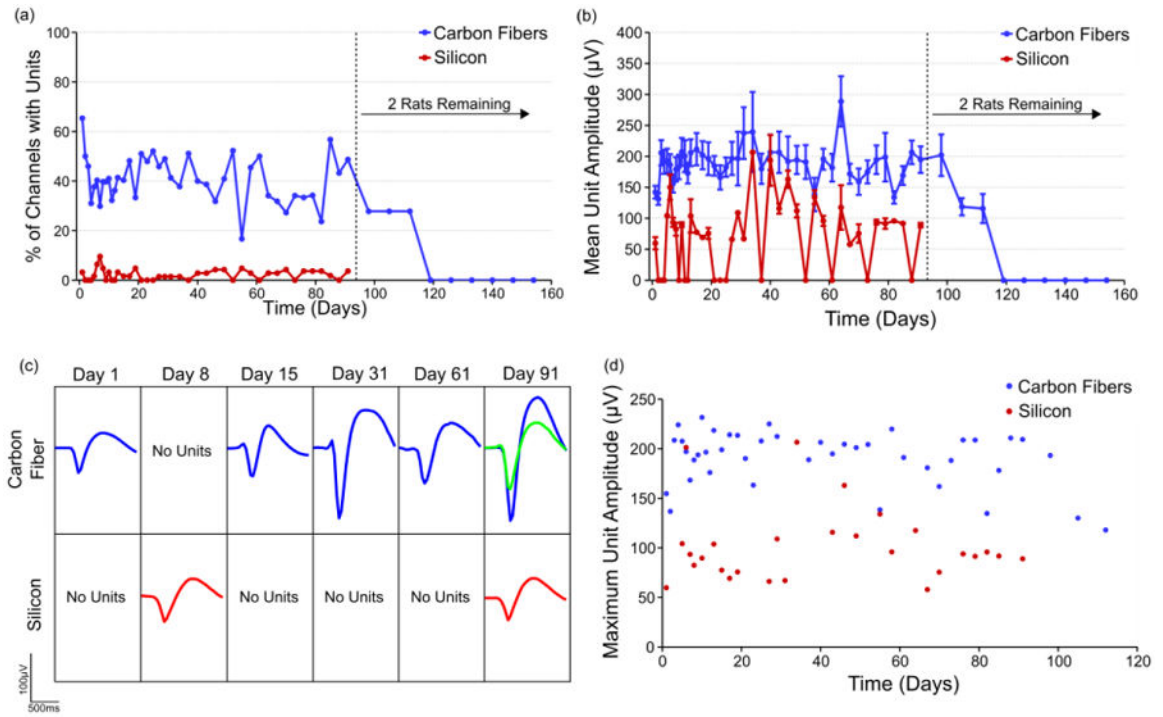 (a)
Carbon Fibers
Silicon
2 Rats Remaining
% of Channels with Units
100
80
60
40
20
0
0 20 40 60 80 100 120 140 160
Time (Days)
(b)
Carbon Fibers
Silicon
2 Rats Remaining
Mean Unit Amplitude (µV)
400
350
300
250
200
150
100
50
0
0 20 40 60 80 100 120 140 160
Time (Days)
(c)
Day 1 Day 8 Day 15 Day 31 Day 61 Day 91
Carbon
Fiber
No Units
Silicon
No Units No Units No Units No Units
100µV
500ms
(d)
Carbon Fibers
Silicon
Maximum Unit Amplitude (µV)
250
200
150
100
50
0
0 20 40 60 80 100 120
Time (Days)